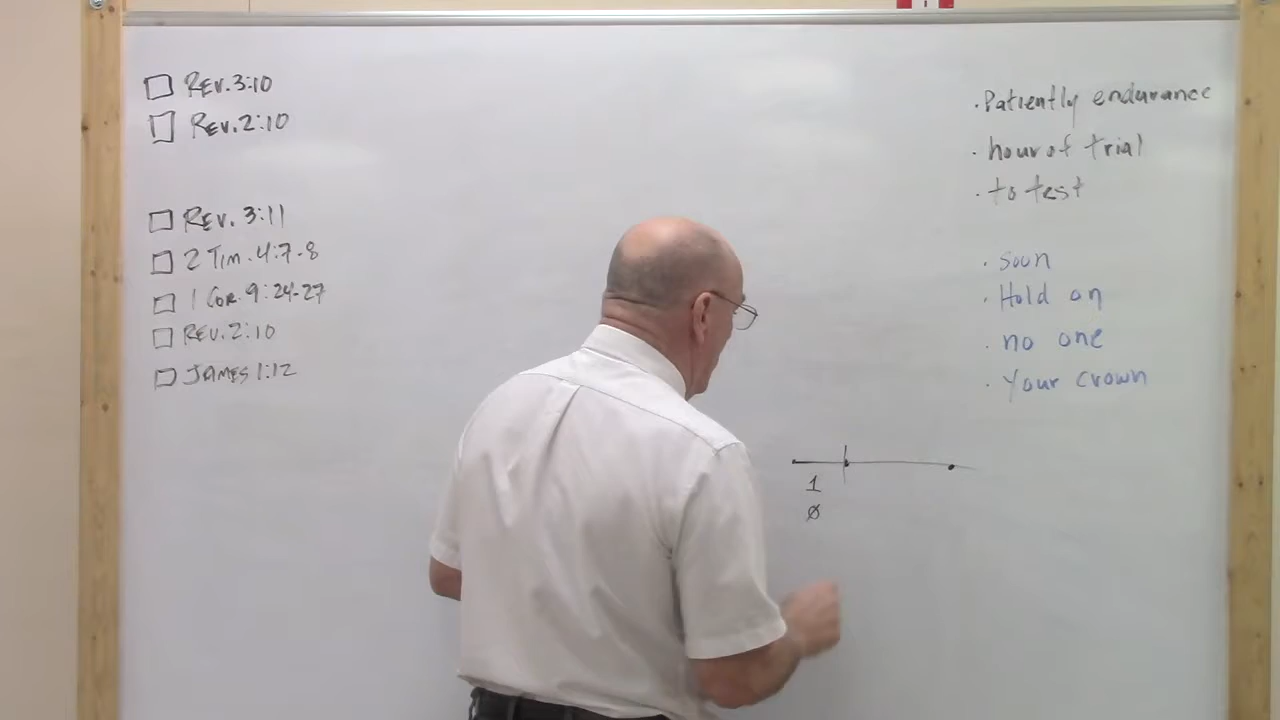 REV. 3:10
REV. 2:10
REV. 3:11
2 TIM. 4:7-8
1 COR. 9:24-27
REV. 2:10
JAMES 1:12
· Patiently endurance
· hour of trial
· to test
· soon
· Hold on
· no one
· Your crown
1
Ø